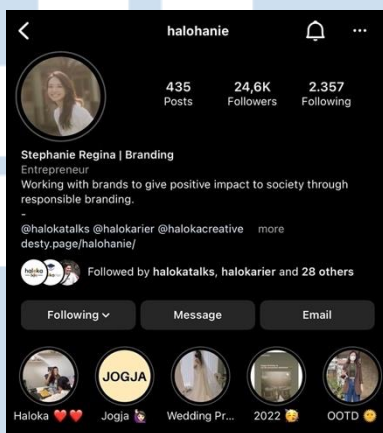 halohanie
435 24,6K 2.357
Posts Followers Following
Stephanie Regina | Branding
Entrepreneur
Working with brands to give positive impact to society through
responsible branding.
-
@halokatalks @halokarier @halokacreative more
desty.page/halohanie/
Followed by halokatalks, halokarier and 28 others
Following Message Email
JOGJA
Haloka ❤️❤️ Jogja 🙋🏻‍♀️ Wedding Pr... 2022 🥳 OOTD 🌝